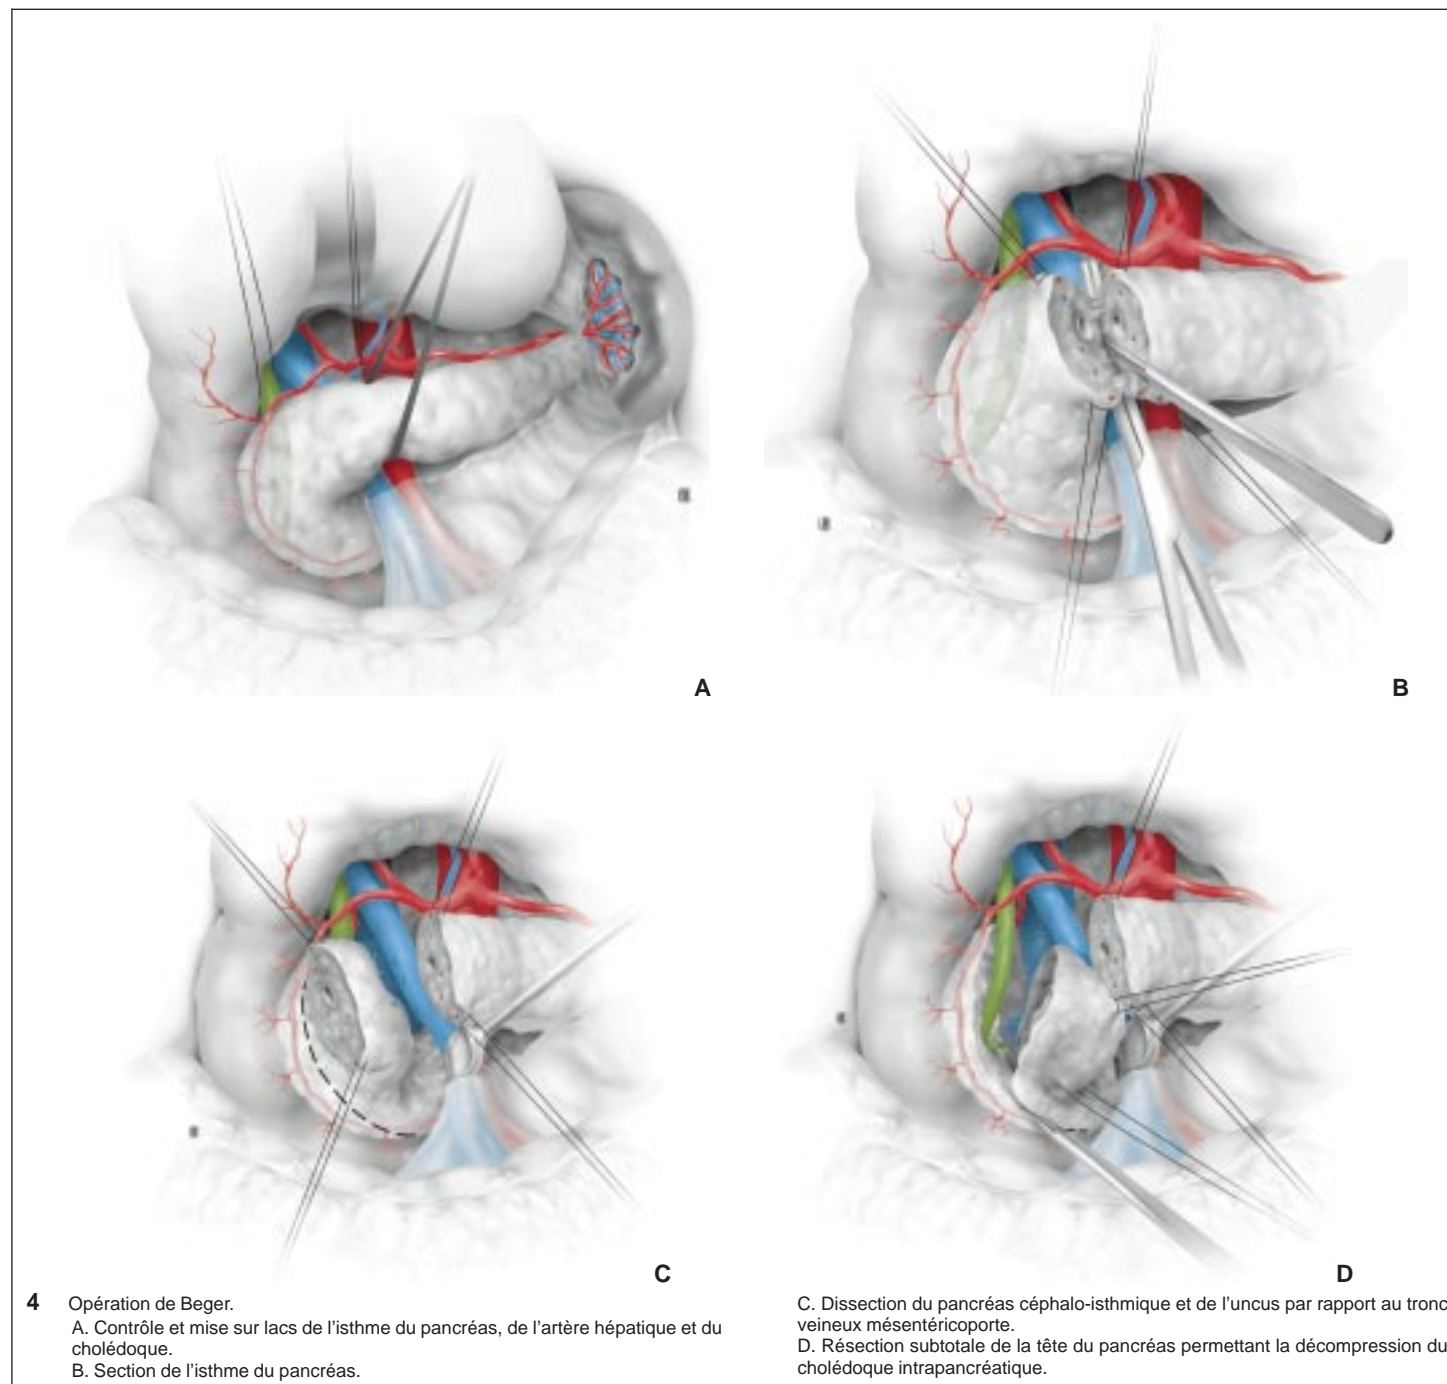 A
B
C
D
4 Opération de Beger.
A. Contrôle et mise sur lacs de l'isthme du pancréas, de l'artère hépatique et du
cholédoque.
B. Section de l'isthme du pancréas.
C. Dissection du pancréas céphalo-isthmique et de l'uncus par rapport au tronc
veineux mésentéricoporte.
D. Résection subtotale de la tête du pancréas permettant la décompression du
cholédoque intrapancréatique.